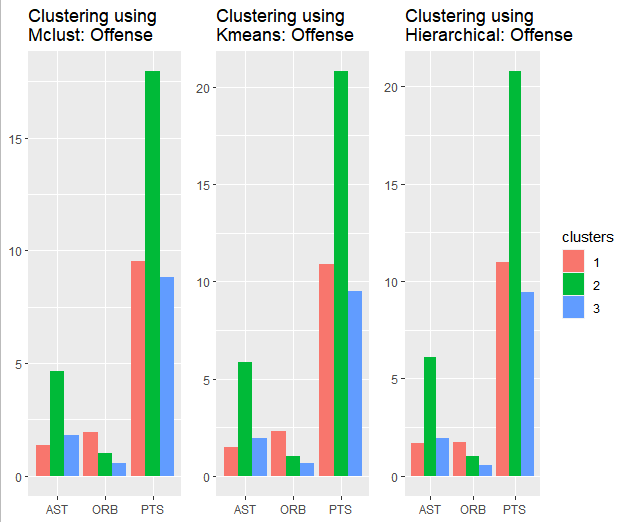 Clustering using
Mclust: Offense
Clustering using
Kmeans: Offense
Clustering using
Hierarchical: Offense
15
10
5
0
AST ORB PTS
20
15
10
5
0
AST ORB PTS
20
15
10
5
0
AST ORB PTS
clusters
1
2
3